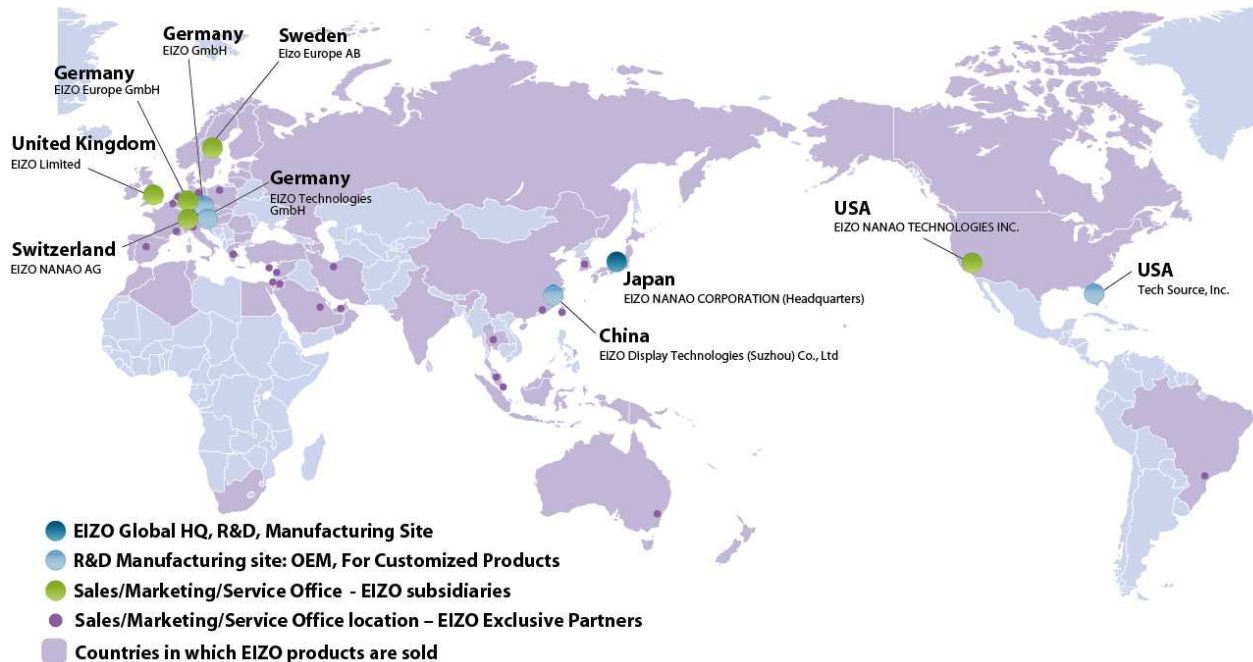 Germany
EIZO GmbH
Sweden
EIzo Europe AB
Germany
EIZO Europe GmbH
United Kingdom
EIZO LImited
Germany
EIZO Technologies
GmbH
Switzerland
EIZO NANAO AG
USA
EIZO NANAO TECHNOLOGIES INC.
USA
Tech Source, Inc.
Japan
EIZO NANAO CORPORATION (Headquarters)
China
EIZO Display Technologies (Suzhou) Co., Ltd
EIZO Global HQ, R&D, Manufacturing Site
R&D Manufacturing site: OEM, For Customized Products
Sales/Marketing/Service Office - EIZO subsidiaries
Sales/Marketing/Service Office location – EIZO Exclusive Partners
Countries in which EIZO products are sold